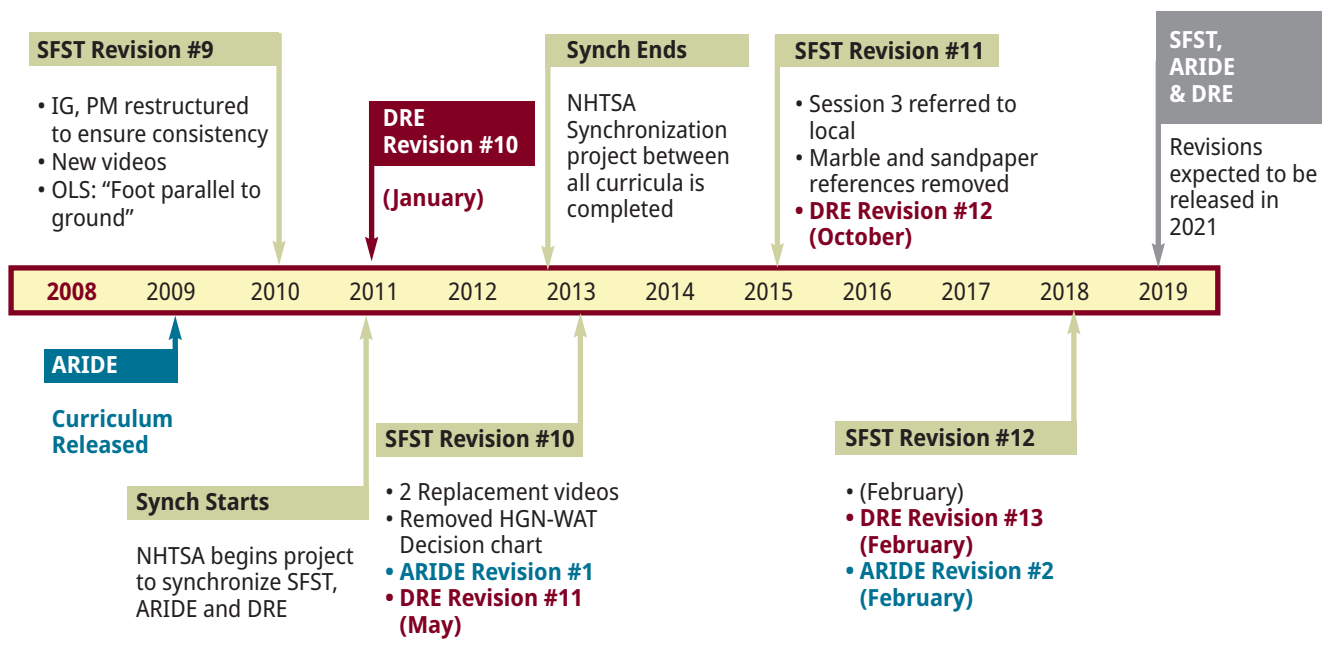 SFST Revision #9
• IG, PM restructured
to ensure consistency
• New videos
• OLS: “Foot parallel to
ground”
DRE
Revision #10
(January)
Synch Ends
NHTSA
Synchronization
project between
all curricula is
completed
SFST Revision #11
• Session 3 referred to
local
• Marble and sandpaper
references removed
• DRE Revision #12
(October)
SFST,
ARIDE
& DRE
Revisions
expected to be
released in
2021
2008 2009 2010 2011 2012 2013 2014 2015 2016 2017 2018 2019
ARIDE
Curriculum
Released
Synch Starts
NHTSA begins project
to synchronize SFST,
ARIDE and DRE
SFST Revision #10
• 2 Replacement videos
• Removed HGN-WAT
Decision chart
• ARIDE Revision #1
• DRE Revision #11
(May)
SFST Revision #12
• (February)
• DRE Revision #13
(February)
• ARIDE Revision #2
(February)